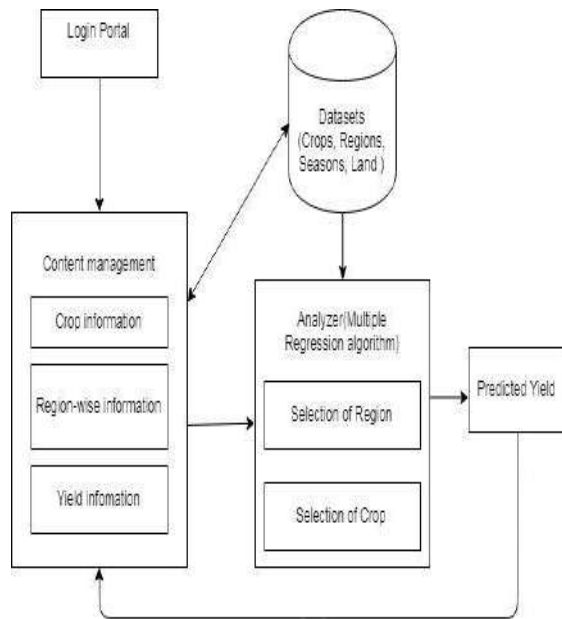 Login Portal
Datasets
(Crops, Regions,
Seasons, Land )
Content management
Crop information
Region-wise information
Yield infomation
Analyzer(Multiple
Regression algorithm)
Selection of Region
Selection of Crop
Predicted Yield